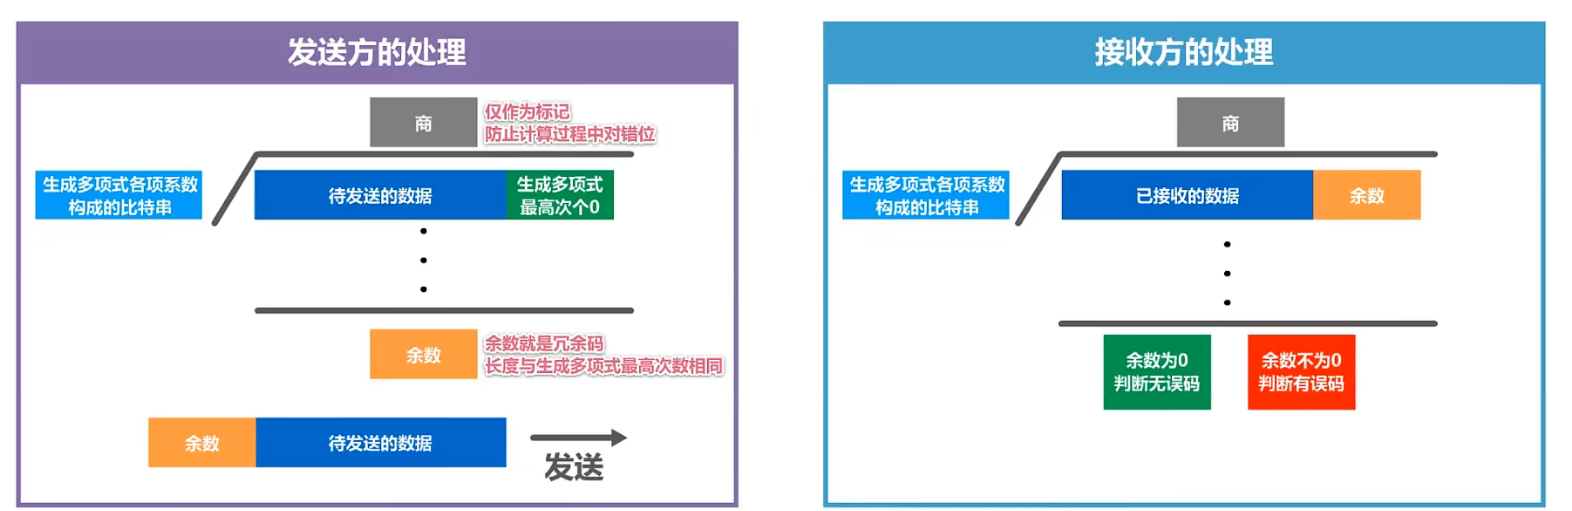 发送方的处理
商
仅作为标记
防止计算过程中对错位
生成多项式各项系数
构成的比特串
待发送的数据
生成多项式
最高次个0
余数
余数就是冗余码
长度与生成多项式最高次数相同
余数
待发送的数据
发送
接收方的处理
商
生成多项式各项系数
构成的比特串
已接收的数据
余数
余数为0
判断无误码
余数不为0
判断有误码